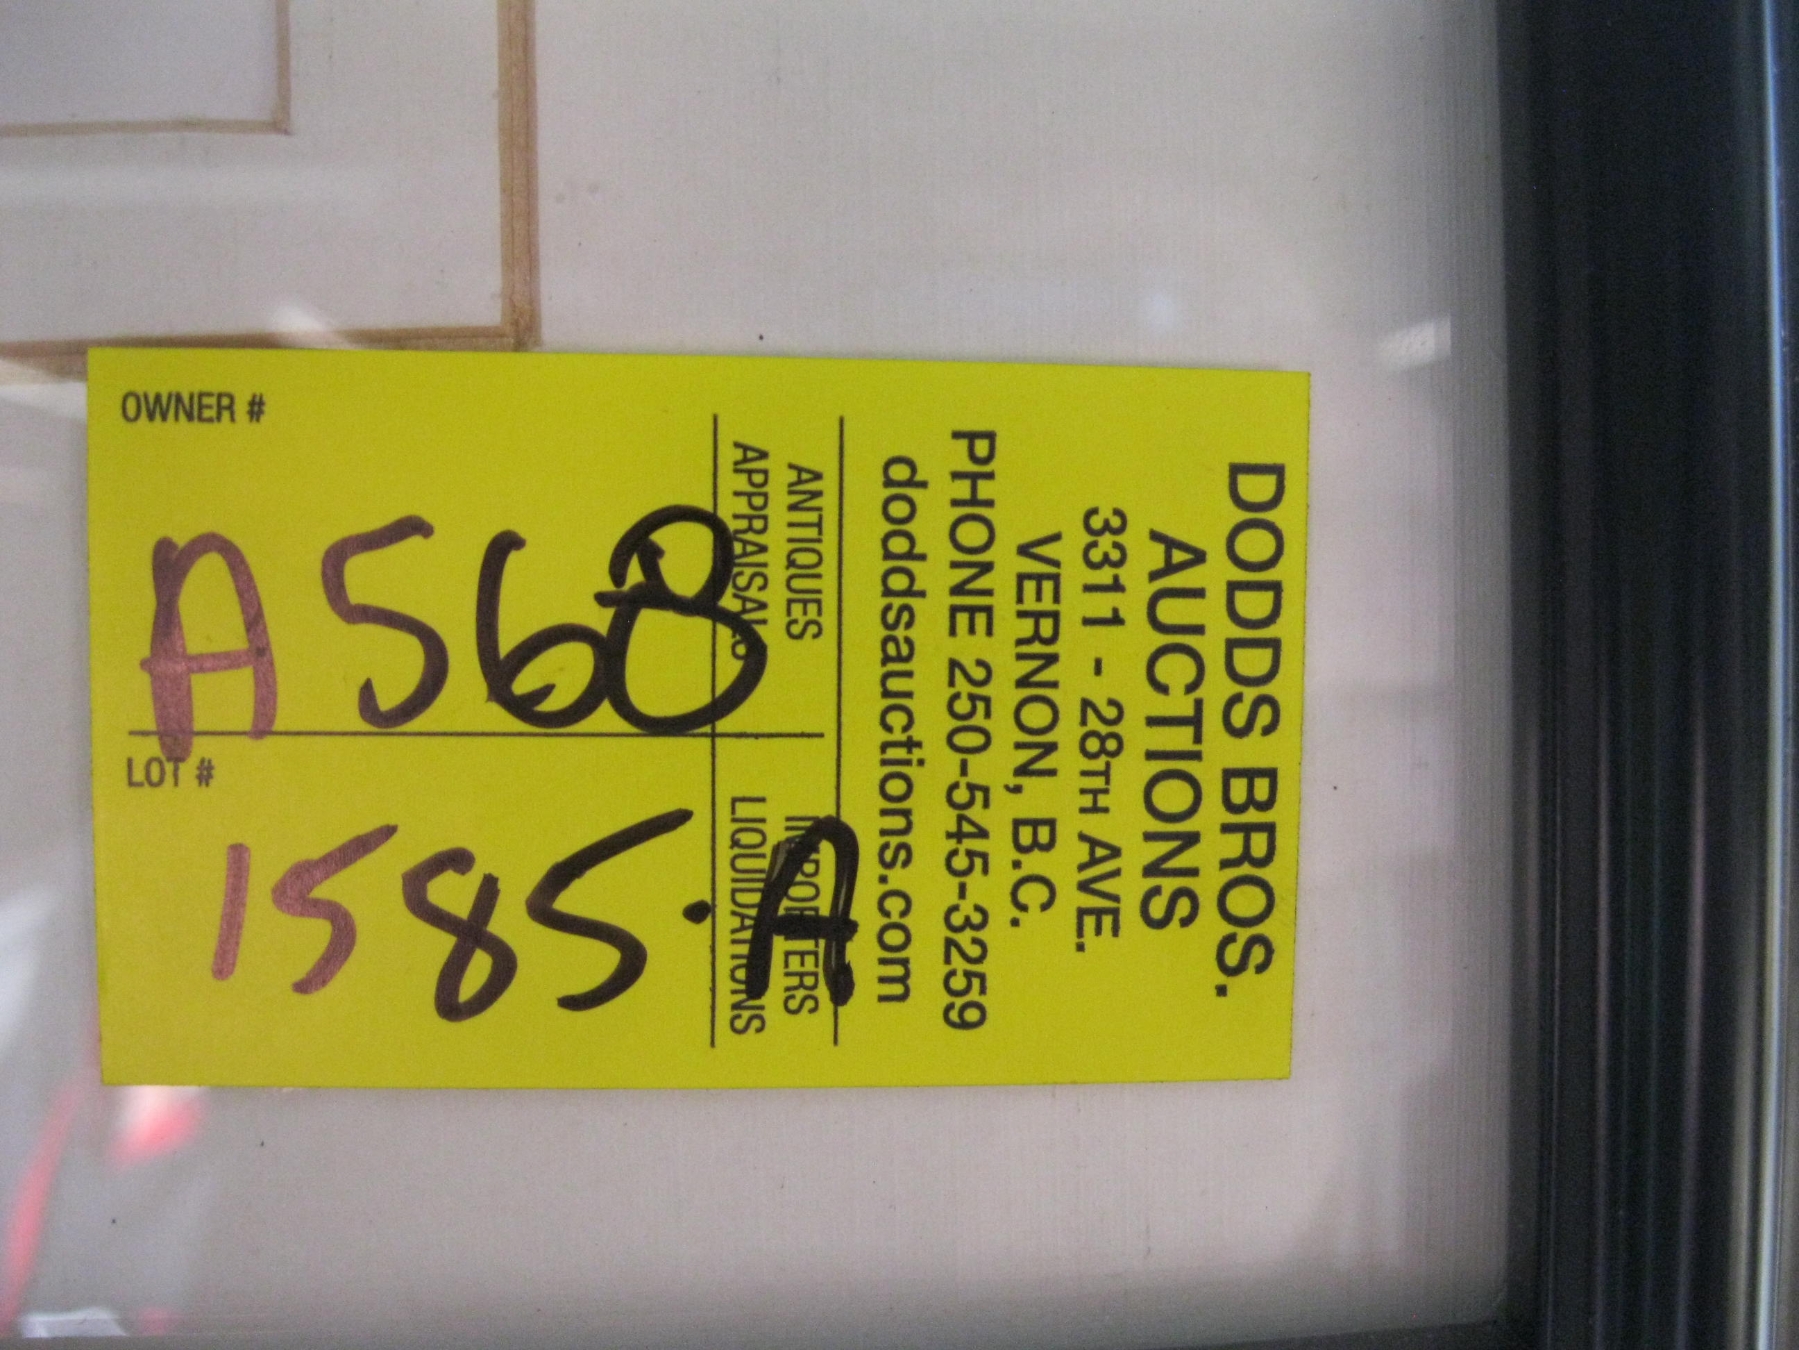 DODDS BROS.
AUCTIONS
3311 - 28TH AVE.
VERNON, B.C.
PHONE 250-545-3259
doddsauctions.com
ANTIQUES
APPRAISALS
IMPORTERS
LIQUIDATIONS
OWNER #
A568
LOT #
1585.A